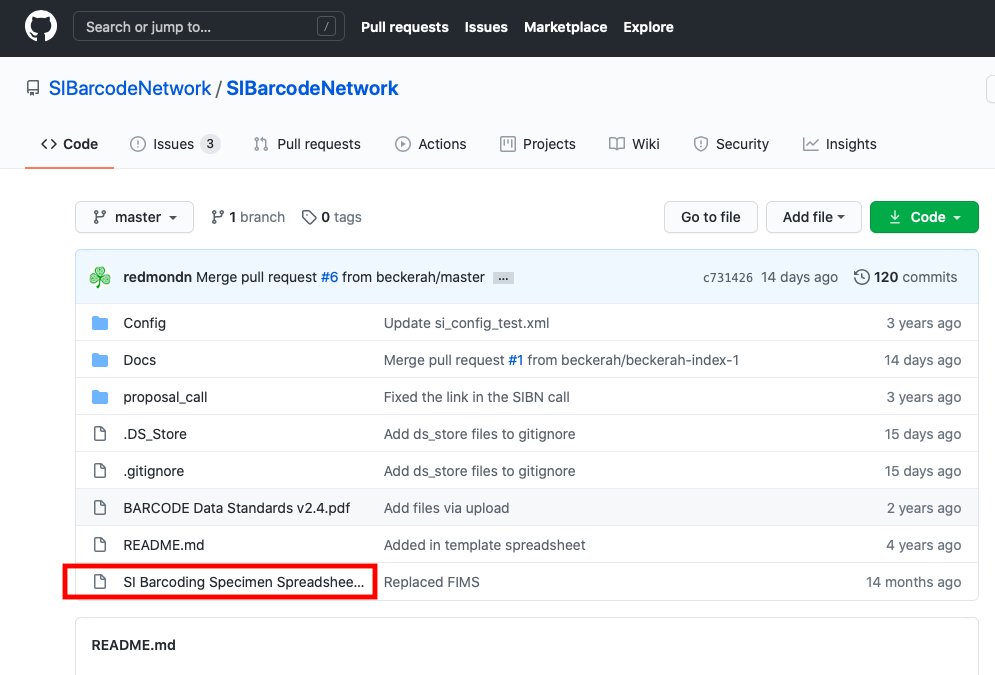 Search or jump to... /
Pull requests Issues Marketplace Explore
SIBarcodeNetwork / SIBarcodeNetwork
<> Code Issues 3 Pull requests Actions Projects Wiki Security Insights
master 1 branch 0 tags Go to file Add file Code
redmondn Merge pull request #6 from beckerah/master ... c731426 14 days ago 120 commits
Config Update si_config_test.xml 3 years ago
Docs Merge pull request #1 from beckerah/beckerah-index-1 14 days ago
proposal_call Fixed the link in the SIBN call 3 years ago
.DS_Store Add ds_store files to gitignore 15 days ago
.gitignore Add ds_store files to gitignore 15 days ago
BARCODE Data Standards v2.4.pdf Add files via upload 2 years ago
README.md Added in template spreadsheet 4 years ago
SI Barcoding Specimen Spreadshee... Replaced FIMS 14 months ago
README.md